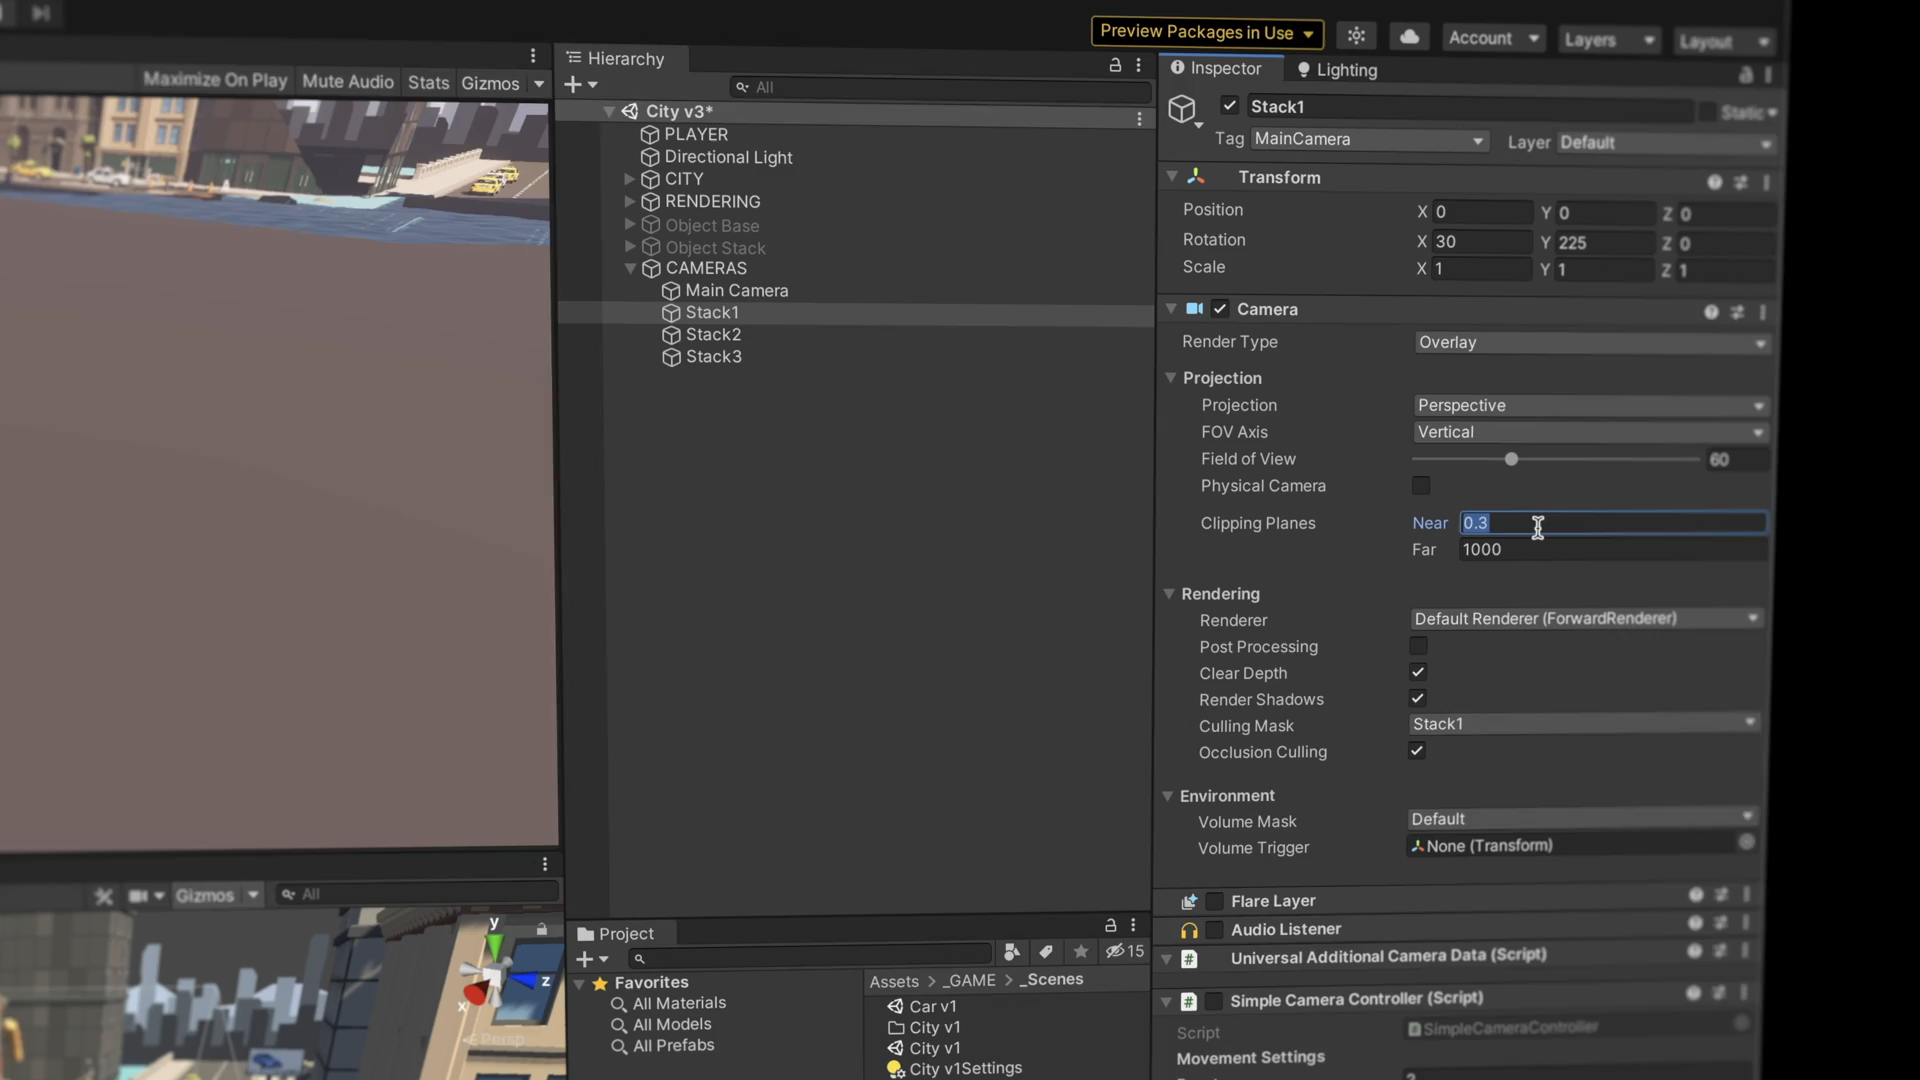 Preview Packages in Use
Account
Layers
Layout
Maximize On Play
Mute Audio
Stats
Gizmos
Hierarchy
All
City v3*
PLAYER
Directional Light
CITY
RENDERING
Object Base
Object Stack
CAMERAS
Main Camera
Stack1
Stack2
Stack3
Inspector
Lighting
Stack1
Static
Tag MainCamera
Layer Default
Transform
Position X 0 Y 0 Z 0
Rotation X 30 Y 225 Z 0
Scale X 1 Y 1 Z 1
Camera
Render Type Overlay
Projection
Projection Perspective
FOV Axis Vertical
Field of View 60
Physical Camera
Clipping Planes Near 0.3
Far 1000
Rendering
Renderer Default Renderer (ForwardRenderer)
Post Processing
Clear Depth
Render Shadows
Culling Mask Stack1
Occlusion Culling
Environment
Volume Mask Default
Volume Trigger None (Transform)
Flare Layer
Audio Listener
Universal Additional Camera Data (Script)
Simple Camera Controller (Script)
Script SimpleCameraController
Movement Settings
Gizmos
All
y
z
x
Persp
Project
15
Favorites
All Materials
All Models
All Prefabs
Assets > _GAME > _Scenes
Car v1
City v1
City v1
City v1Settings